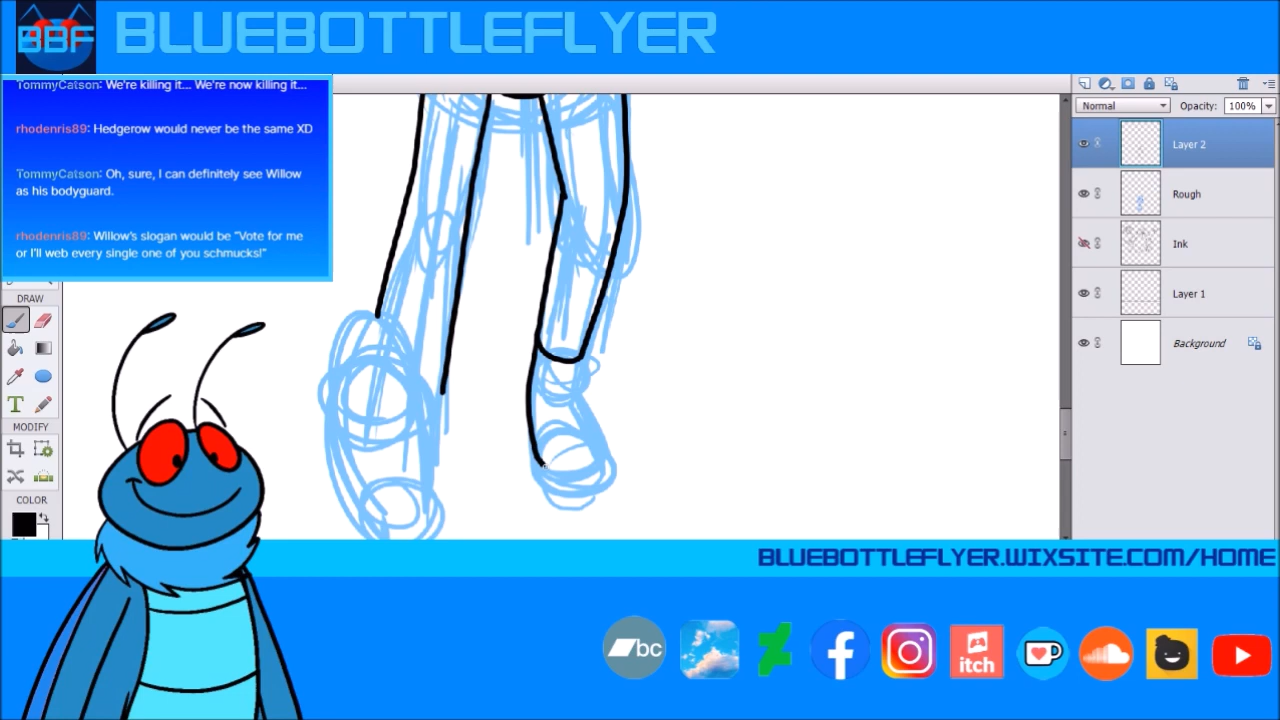 BBF
BLUEBOTTLEFLYER
TommyCatson: We're killing it... We're now killing it...
rhodenris89: Hedgerow would never be the same XD
TommyCatson: Oh, sure, I can definitely see Willow
as his bodyguard.
rhodenris89: Willow's slogan would be "Vote for me
or I'll web every single one of you schmucks!"
Normal
Opacity: 100%
Layer 2
Rough
Ink
Layer 1
Background
DRAW
T
MODIFY
COLOR
BLUEBOTTLEFLYER.WIXSITE.COM/HOME
bc
itch